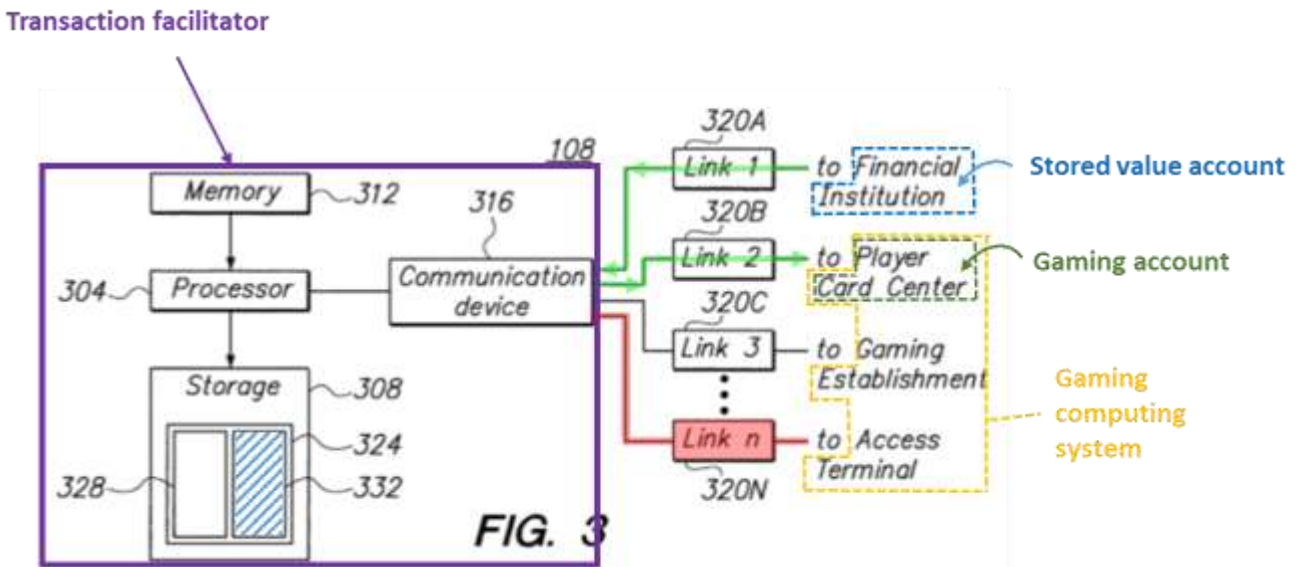 Transaction facilitator
108
Memory
312
316
304
Processor
Communication
device
Storage
308
324
328
332
FIG. 3
320A
Link 1
to Financial
Institution
320B
Link 2
to Player
Card Center
320C
Link 3
to Gaming
Establishment
Link n
to Access
Terminal
320N
Stored value account
Gaming account
Gaming
computing
system